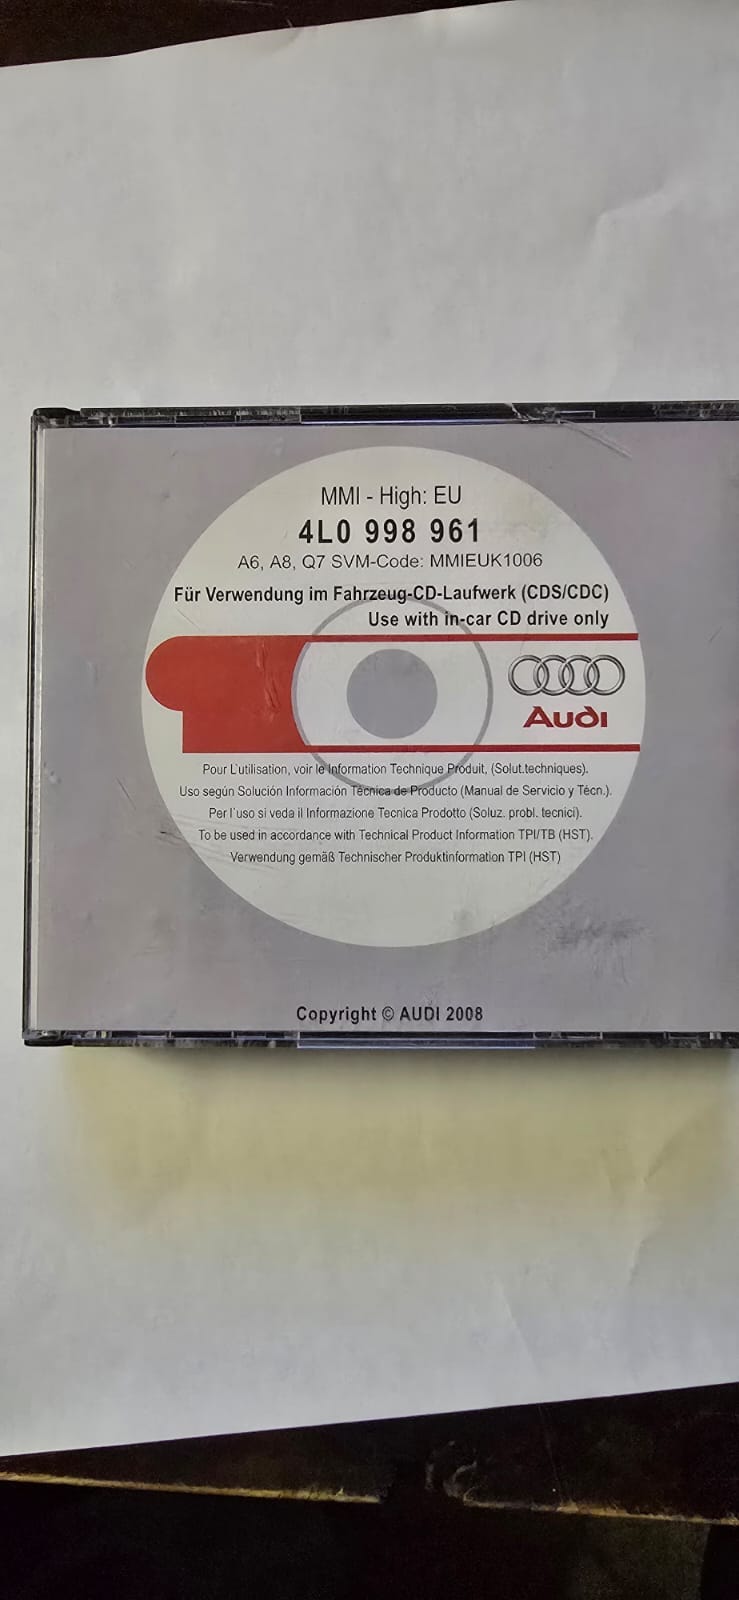 MMI - High: EU
4L0 998 961
A6, A8, Q7 SVM-Code: MMIEUK1006
Für Verwendung im Fahrzeug-CD-Laufwerk (CDS/CDC)
Use with in-car CD drive only
Audi
Pour L'utilisation, voir le Information Technique Produit, (Solut.techniques).
Uso según Solución Información Técnica de Producto (Manual de Servicio y Técn.).
Per l'uso si veda il Informazione Tecnica Prodotto (Soluz. probl. tecnici).
To be used in accordance with Technical Product Information TPI/TB (HST).
Verwendung gemäß Technischer Produktinformation TPI (HST)
Copyright © AUDI 2008